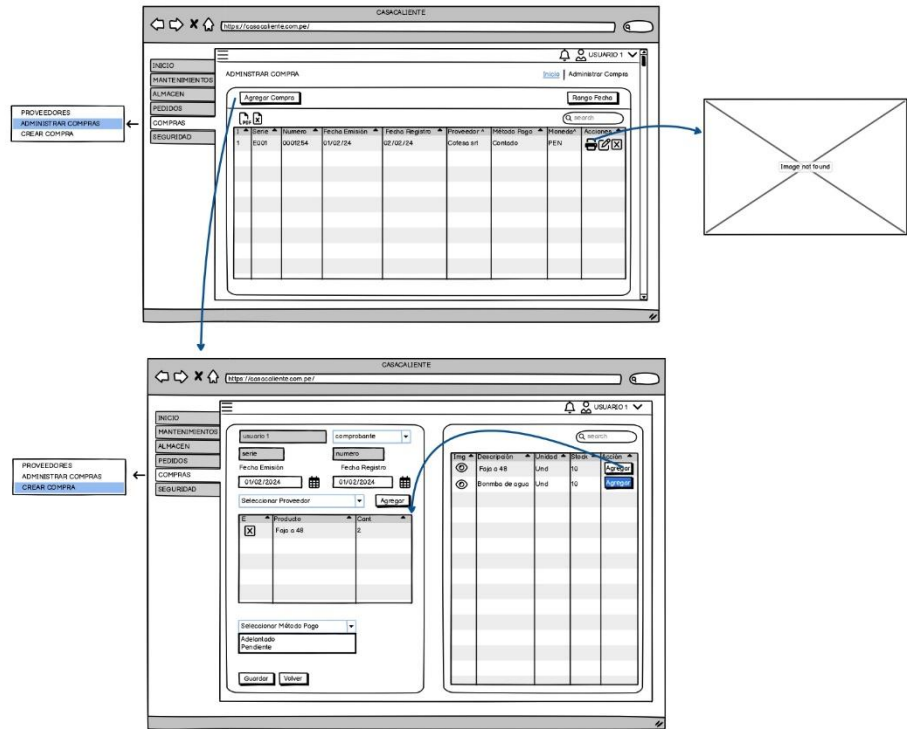 CASACALIENTE
https://casacaliente.com.pe/
USUARIO 1
INICIO
MANTENIMIENTOS
ALMACEN
PEDIDOS
COMPRAS
SEGURIDAD
PROVEEDORES
ADMINISTRAR COMPRAS
CREAR COMPRA
ADMINISTRAR COMPRA
Inicio | Administrar Compra
Agregar Compra
Rango Fecha
PDF
search
Serie Numero Fecha Emisión Fecha Registro Proveedor Método Pago Moneda Acciones
1 E001 0001254 01/02/24 02/02/24 Cofesa srl Contado PEN
Image not found
CASACALIENTE
https://casacaliente.com.pe/
USUARIO 1
INICIO
MANTENIMIENTOS
ALMACEN
PEDIDOS
COMPRAS
SEGURIDAD
PROVEEDORES
ADMINISTRAR COMPRAS
CREAR COMPRA
usuario 1 comprobante
serie numero
Fecha Emisión Fecha Registro
01/02/2024 01/02/2024
Seleccionar Proveedor Agregar
E Producto Cant
Faja a 48 2
Seleccionar Método Pago
Adelantado
Pendiente
Guardar Volver
search
Img Descripción Unidad Stock Acción
Faja a 48 Und 10 Agregar
Bonmba de agua Und 10 Agregar